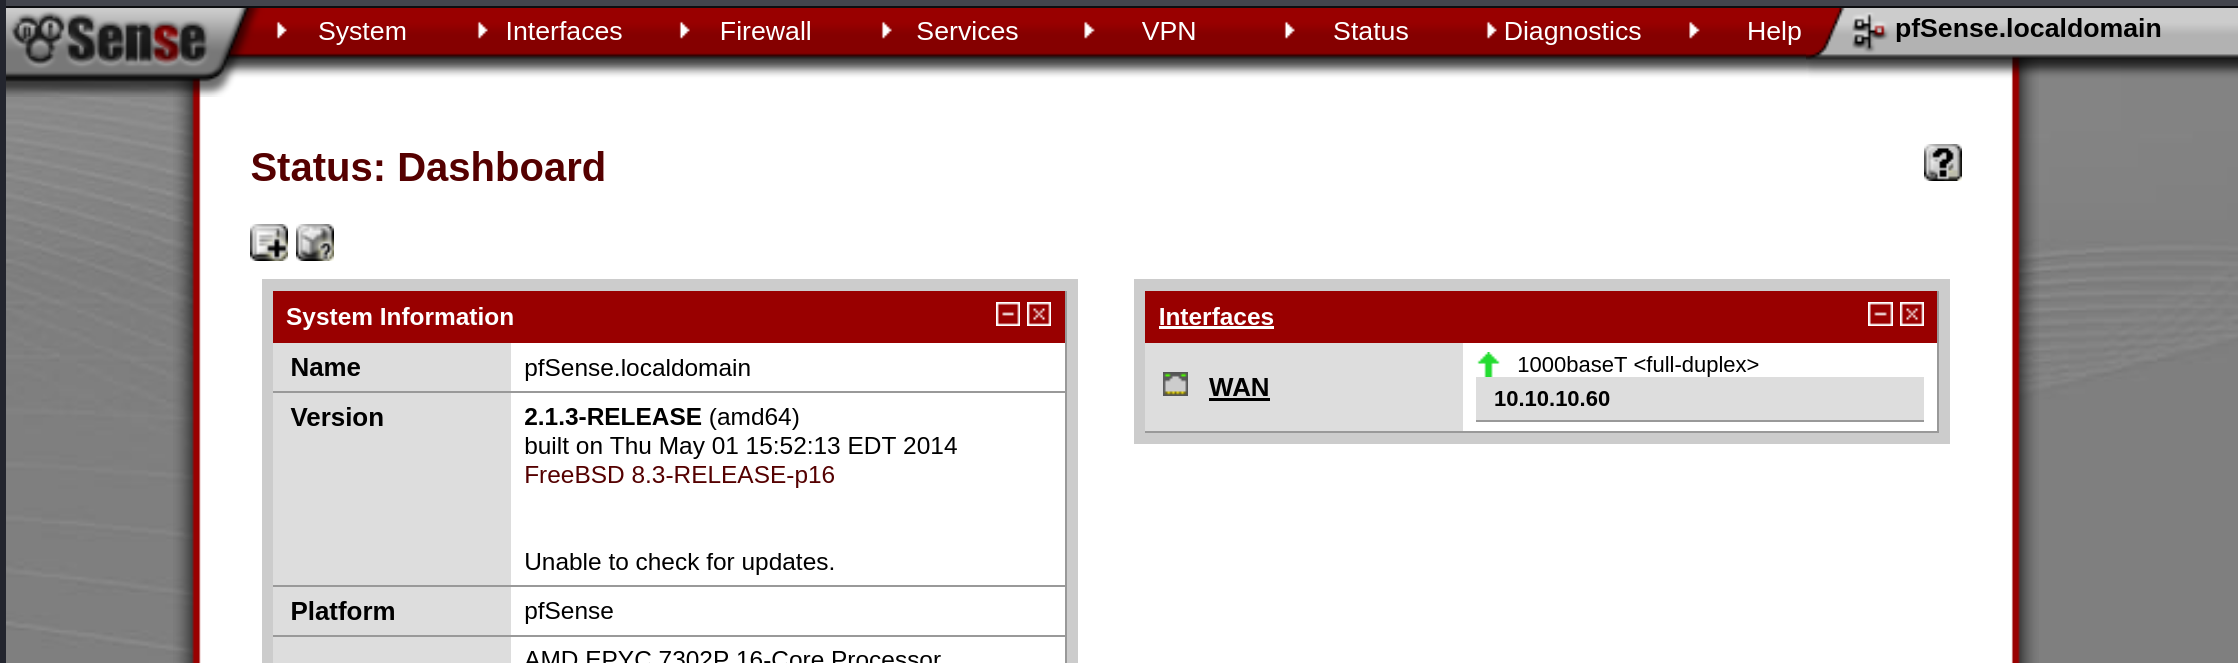 Sense
System
Interfaces
Firewall
Services
VPN
Status
Diagnostics
Help
pfSense.localdomain
Status: Dashboard
System Information
Name
pfSense.localdomain
Version
2.1.3-RELEASE (amd64)
built on Thu May 01 15:52:13 EDT 2014
FreeBSD 8.3-RELEASE-p16
Unable to check for updates.
Platform
pfSense
AMD EPYC 7302P 16-Core Processor
Interfaces
WAN
1000baseT <full-duplex>
10.10.10.60